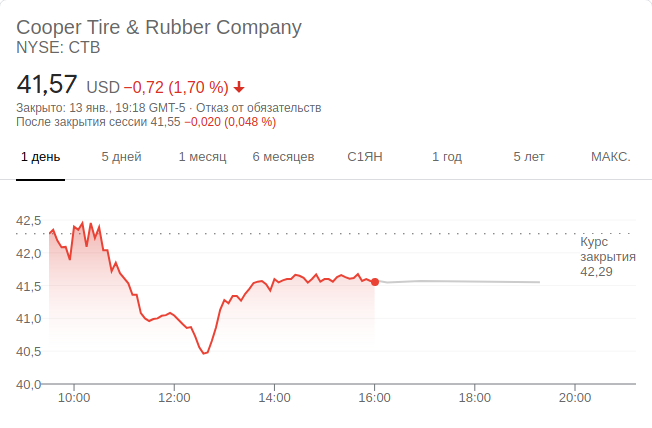 Cooper Tire & Rubber Company
NYSE: CTB
41,57 USD −0,72 (1,70 %)
Закрыто: 13 янв., 19:18 GMT-5 · Отказ от обязательств
После закрытия сессии 41,55 −0,020 (0,048 %)
1 день 5 дней 1 месяц 6 месяцев С1ЯН 1 год 5 лет МАКС.
42,5
42,0
41,5
41,0
40,5
40,0
Курс
закрытия
42,29
10:00 12:00 14:00 16:00 18:00 20:00